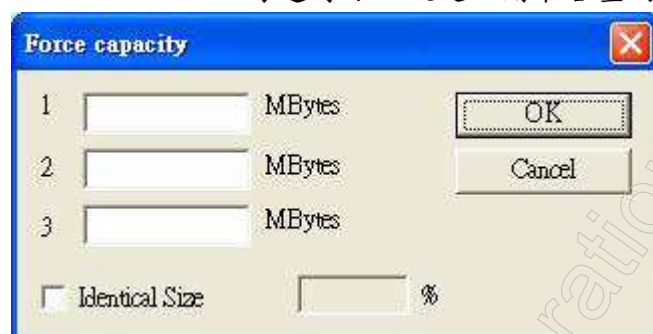 Force capacity
1 MBytes OK
2 MBytes Cancel
3 MBytes
Identical Size %